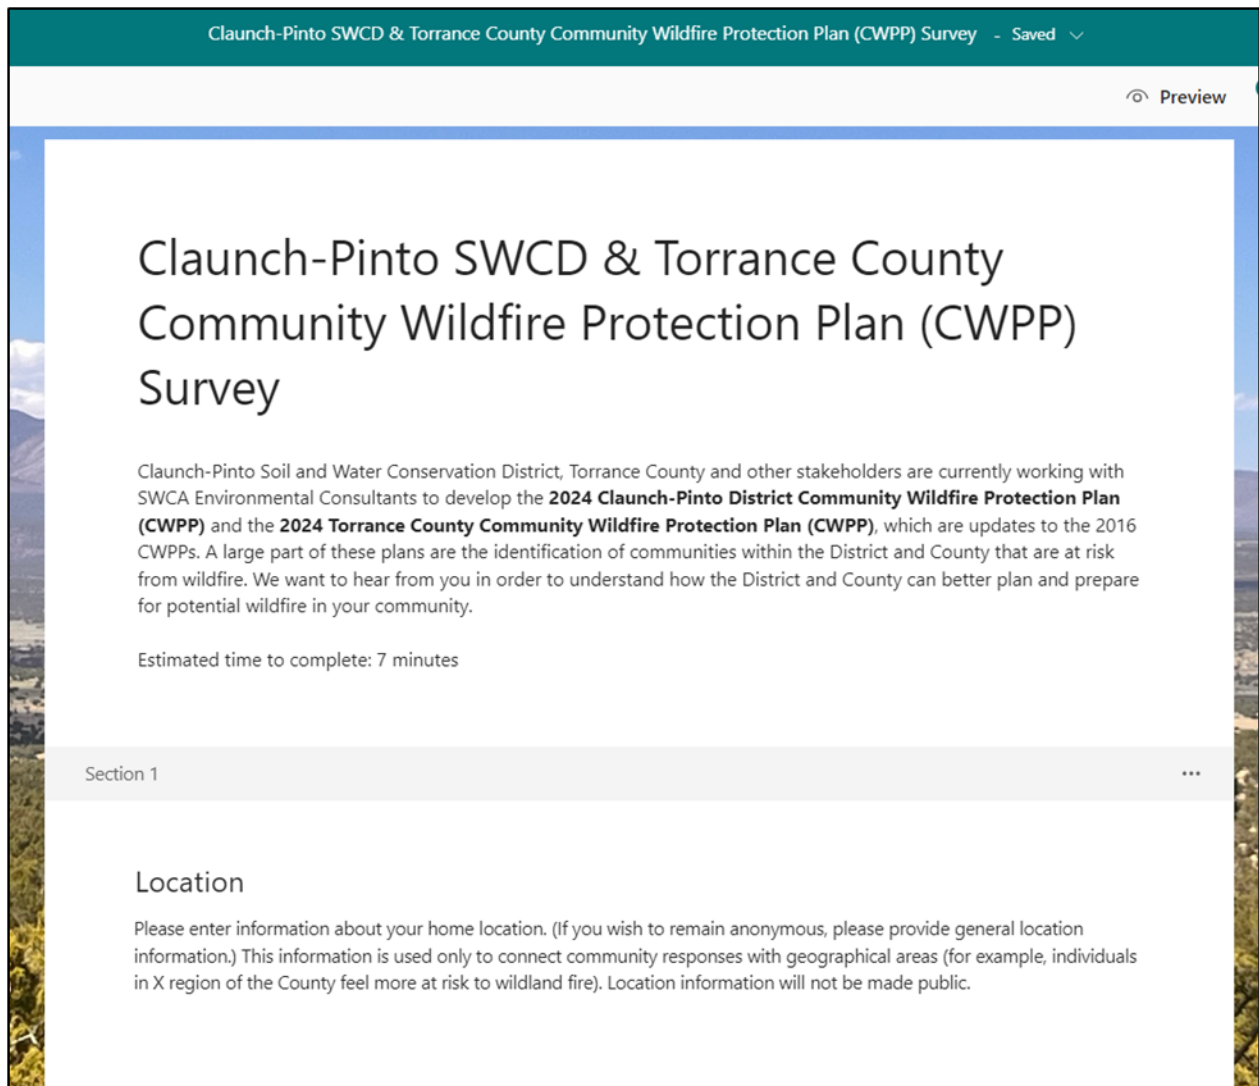 Claunch-Pinto SWCD & Torrance County Community Wildfire Protection Plan (CWPP) Survey - Saved
Preview
Claunch-Pinto SWCD & Torrance County
Community Wildfire Protection Plan (CWPP)
Survey
Claunch-Pinto Soil and Water Conservation District, Torrance County and other stakeholders are currently working with
SWCA Environmental Consultants to develop the 2024 Claunch-Pinto District Community Wildfire Protection Plan
(CWPP) and the 2024 Torrance County Community Wildfire Protection Plan (CWPP), which are updates to the 2016
CWPPs. A large part of these plans are the identification of communities within the District and County that are at risk
from wildfire. We want to hear from you in order to understand how the District and County can better plan and prepare
for potential wildfire in your community.
Estimated time to complete: 7 minutes
Section 1
Location
Please enter information about your home location. (If you wish to remain anonymous, please provide general location
information.) This information is used only to connect community responses with geographical areas (for example, individuals
in X region of the County feel more at risk to wildland fire). Location information will not be made public.